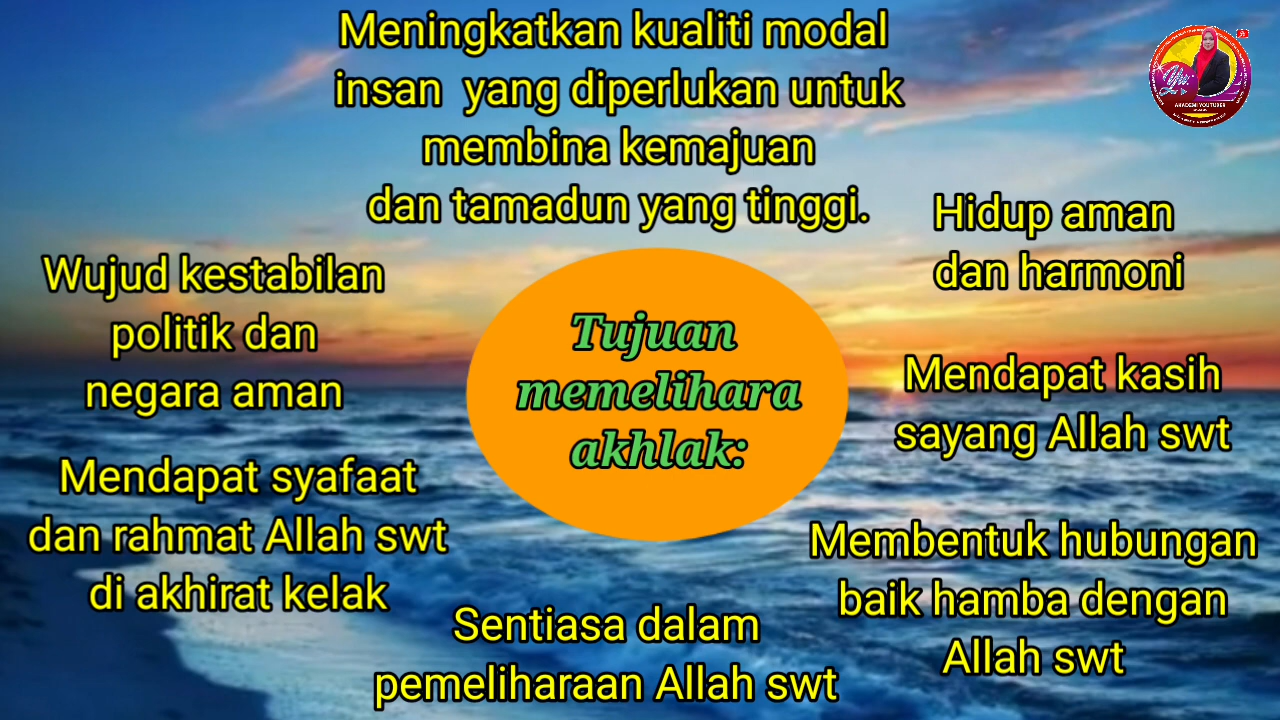 Meningkatkan kualiti modal
insan yang diperlukan untuk
membina kemajuan
dan tamadun yang tinggi.
Hidup aman
dan harmoni
Wujud kestabilan
politik dan
negara aman
Tujuan
memelihara
akhlak:
Mendapat kasih
sayang Allah swt
Mendapat syafaat
dan rahmat Allah swt
di akhirat kelak
Membentuk hubungan
baik hamba dengan
Allah swt
Sentiasa dalam
pemeliharaan Allah swt
AKADEMI YOUTUBER